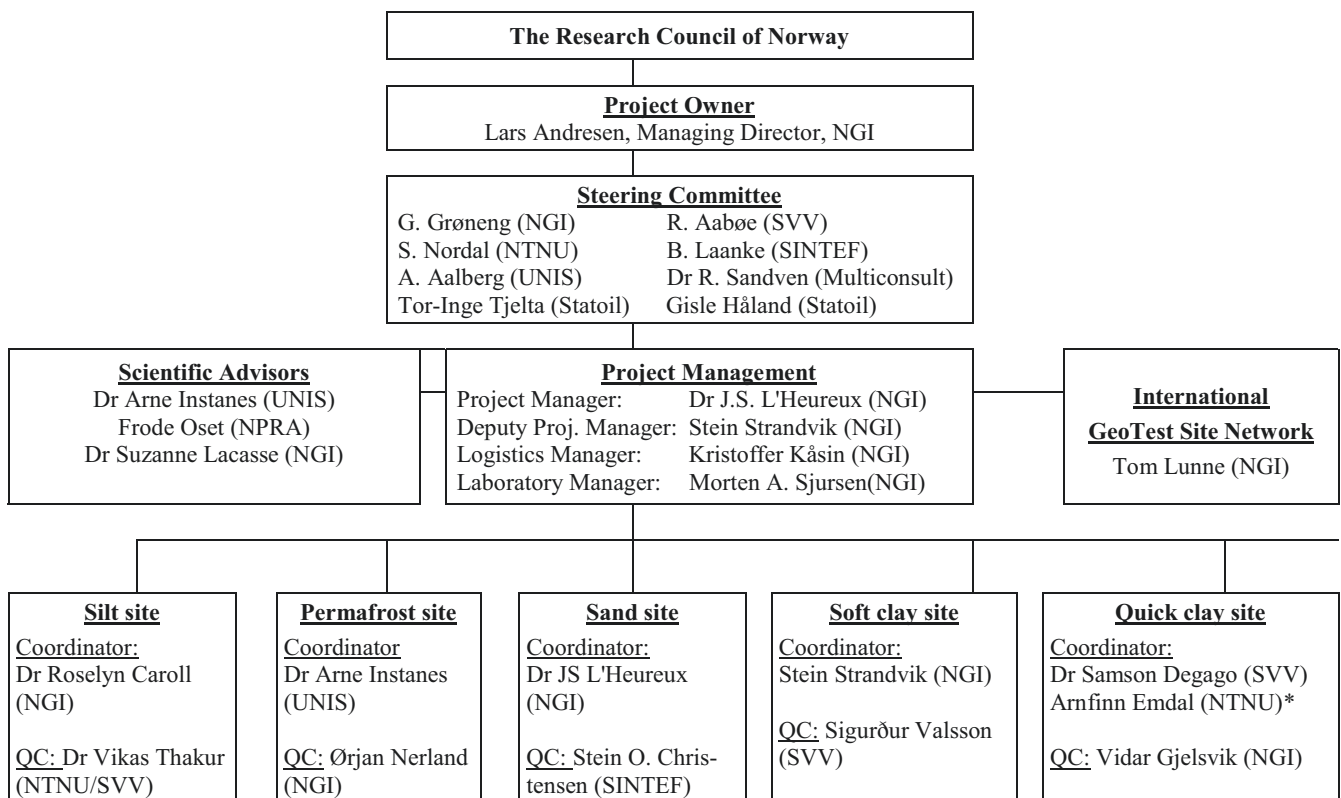 The Research Council of Norway
Project Owner
Lars Andresen, Managing Director, NGI
Steering Committee
G. Grøneng (NGI) R. Aabøe (SVV)
S. Nordal (NTNU) B. Laanke (SINTEF)
A. Aalberg (UNIS) Dr R. Sandven (Multiconsult)
Tor-Inge Tjelta (Statoil) Gisle Håland (Statoil)
Scientific Advisors
Dr Arne Instanes (UNIS)
Frode Oset (NPRA)
Dr Suzanne Lacasse (NGI)
Project Management
Project Manager: Dr J.S. L'Heureux (NGI)
Deputy Proj. Manager: Stein Strandvik (NGI)
Logistics Manager: Kristoffer Kåsin (NGI)
Laboratory Manager: Morten A. Sjursen(NGI)
International
GeoTest Site Network
Tom Lunne (NGI)
Silt site
Coordinator:
Dr Roselyn Caroll
(NGI)
QC: Dr Vikas Thakur
(NTNU/SVV)
Permafrost site
Coordinator
Dr Arne Instanes
(UNIS)
QC: Ørjan Nerland
(NGI)
Sand site
Coordinator:
Dr JS L'Heureux
(NGI)
QC: Stein O. Chris-
tensen (SINTEF)
Soft clay site
Coordinator:
Stein Strandvik (NGI)
QC: Sigurður Valsson
(SVV)
Quick clay site
Coordinator:
Dr Samson Degago (SVV)
Arnfinn Emdal (NTNU)*
QC: Vidar Gjelsvik (NGI)